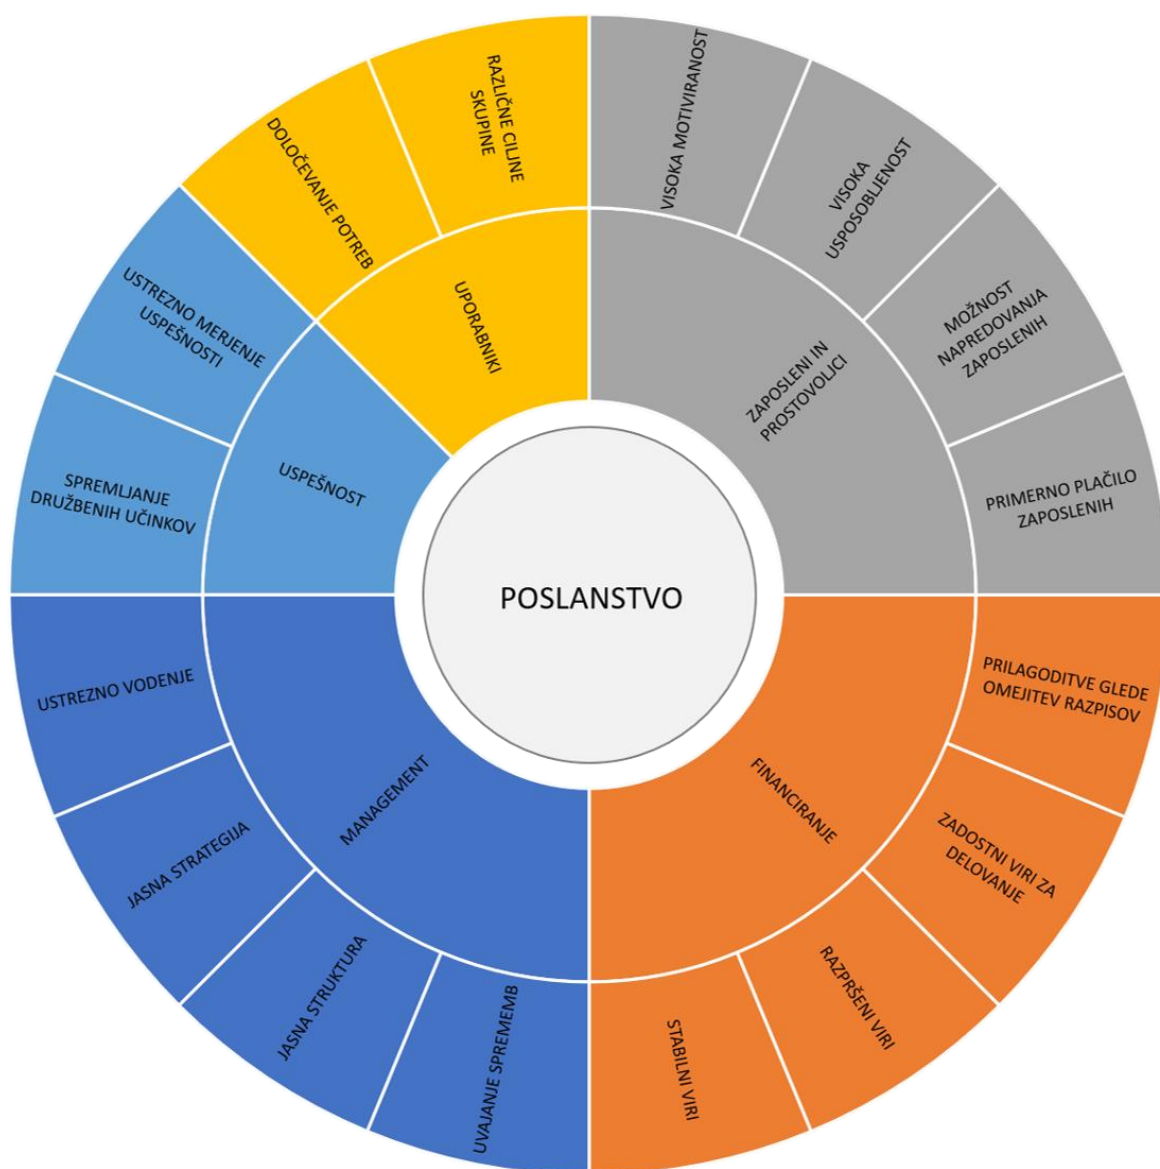 POSLANSTVO
ZAPOSLENI IN
PROSTOVOLJCI
VISOKA MOTIVIRANOST
VISOKA
USPOSOBLJENOST
MOŽNOST
NAPREDOVANJA
ZAPOSLENIH
PRIMERNO PLAČILO
ZAPOSLENIH
FINANCIRANJE
PRILAGODITVE GLEDE
OMEJITEV RAZPISOV
ZADOSTNI VIRI ZA
DELOVANJE
RAZPRŠENI VIRI
STABILNI VIRI
MANAGEMENT
UVAJANJE SPREMEMB
JASNA STRUKTURA
JASNA STRATEGIJA
USTREZNO VODENJE
USPEŠNOST
SPREMLJANJE
DRUŽBENIH UČINKOV
USTREZNO MERJENJE
USPEŠNOSTI
UPORABNIKI
DOLOČEVANJE POTREB
RAZLIČNE CILJNE
SKUPINE